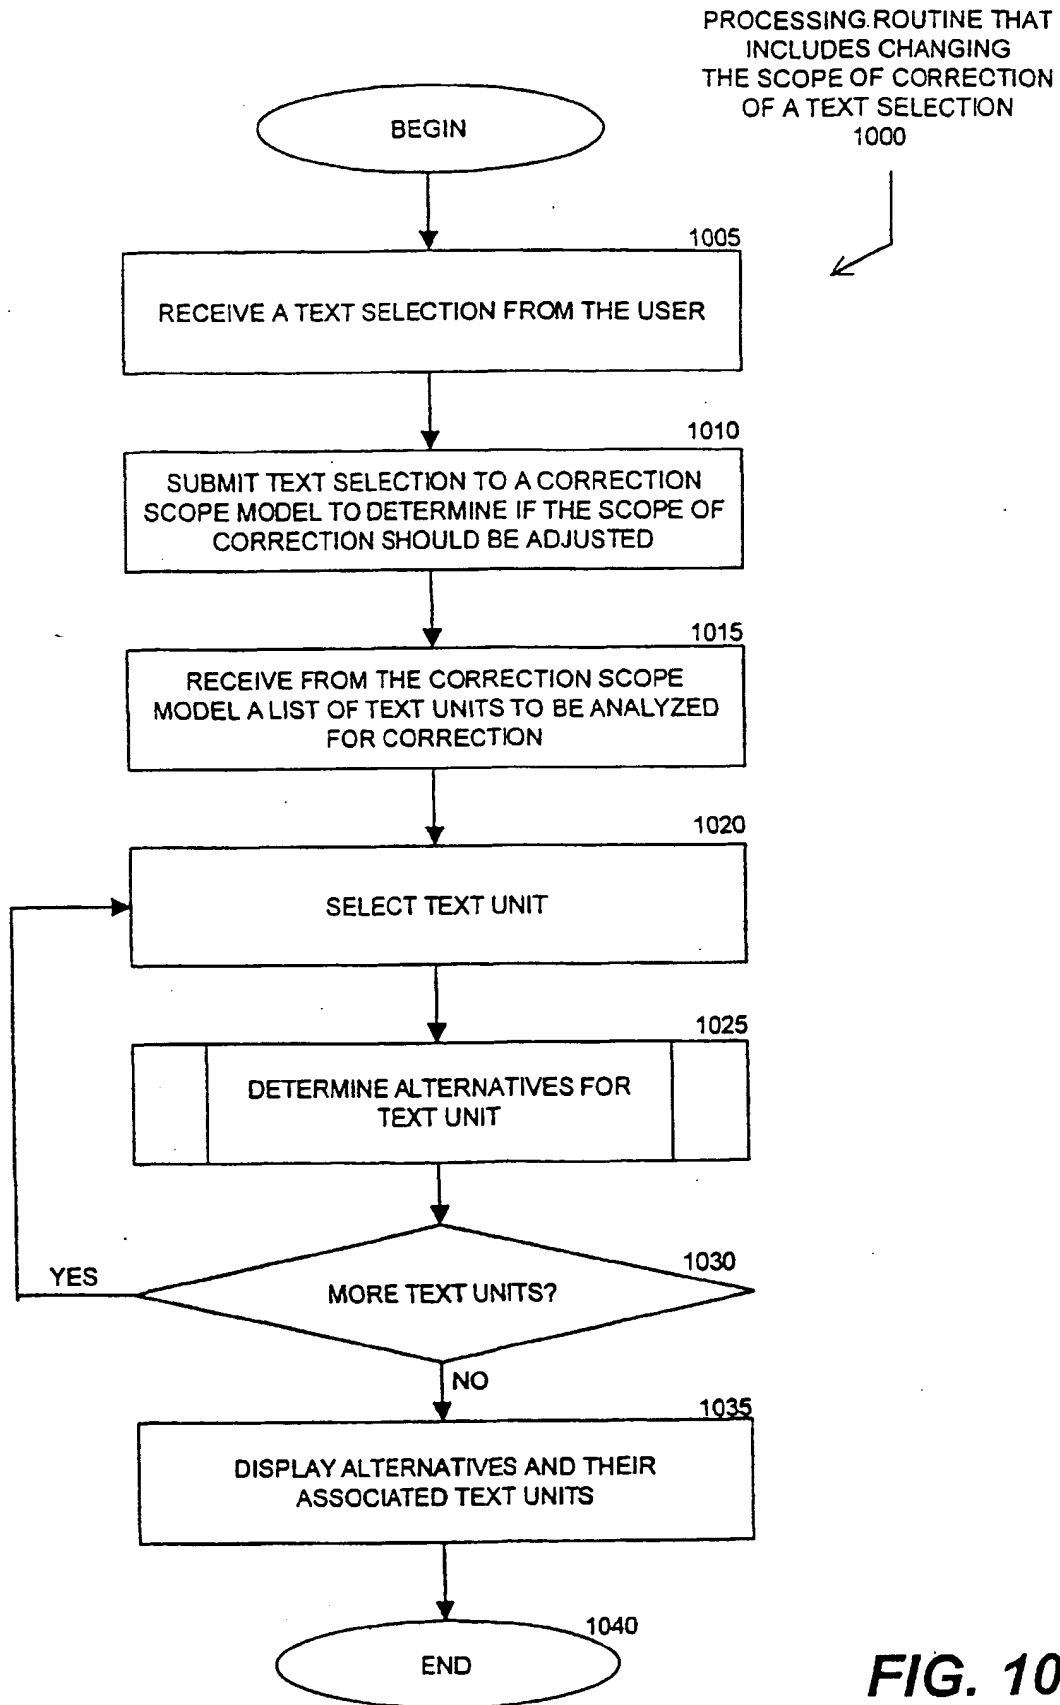 PROCESSING ROUTINE THAT
INCLUDES CHANGING
THE SCOPE OF CORRECTION
OF A TEXT SELECTION
1000
BEGIN
1005
RECEIVE A TEXT SELECTION FROM THE USER
1010
SUBMIT TEXT SELECTION TO A CORRECTION
SCOPE MODEL TO DETERMINE IF THE SCOPE OF
CORRECTION SHOULD BE ADJUSTED
1015
RECEIVE FROM THE CORRECTION SCOPE
MODEL A LIST OF TEXT UNITS TO BE ANALYZED
FOR CORRECTION
1020
SELECT TEXT UNIT
1025
DETERMINE ALTERNATIVES FOR
TEXT UNIT
1030
YES
MORE TEXT UNITS?
NO
1035
DISPLAY ALTERNATIVES AND THEIR
ASSOCIATED TEXT UNITS
1040
END
FIG. 10